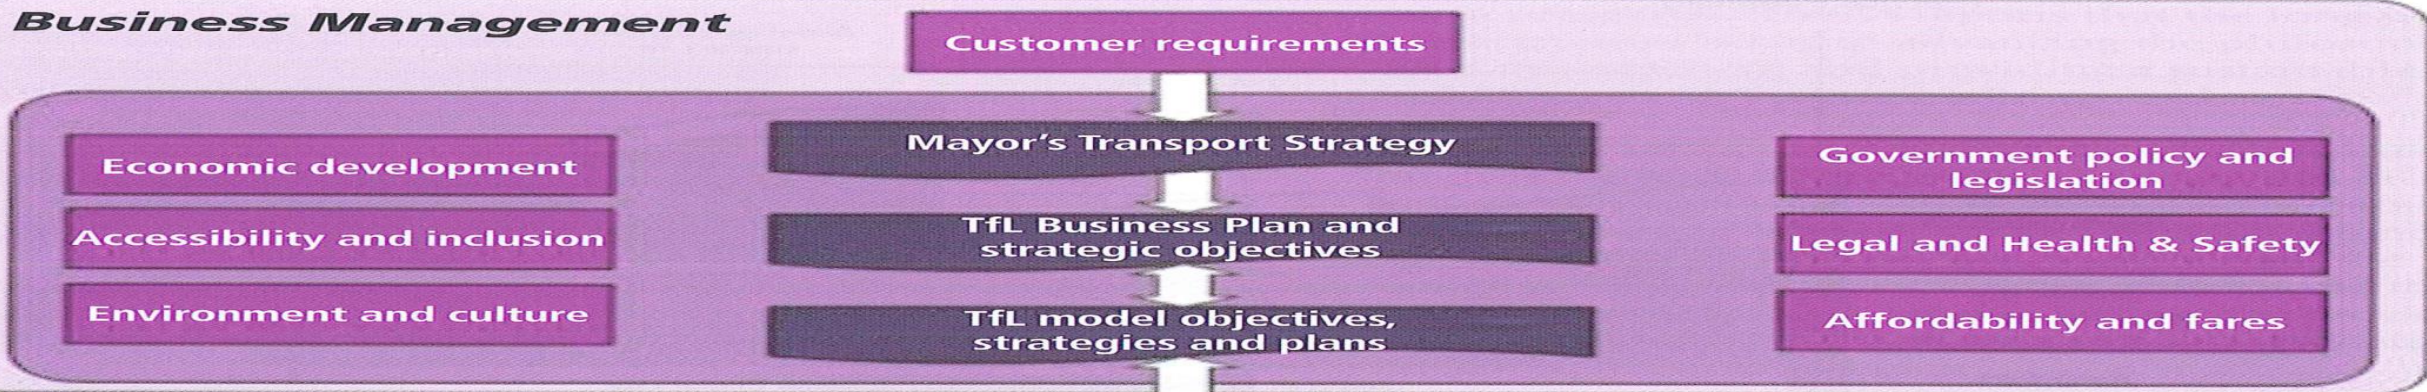 Business Management
Customer requirements
Economic development
Accessibility and inclusion
Environment and culture
Mayor's Transport Strategy
TfL Business Plan and
strategic objectives
TfL model objectives,
strategies and plans
Government policy and
legislation
Legal and Health & Safety
Affordability and fares